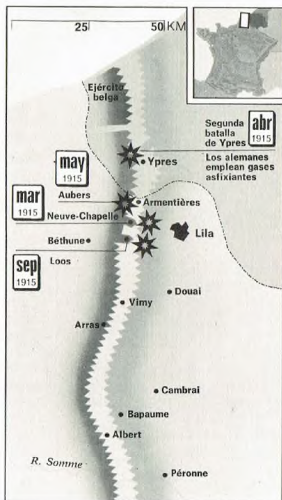 25
50 KM
Ejército
belga
Segunda
batalla
de Ypres
abr
1915
Ypres
Los alemanes
emplean gases
asfixiantes
may
1915
Aubers
mar
1915
Armentières
Neuve-Chapelle
Lila
Béthune
sep
1915
Loos
Douai
Vimy
Arras
Cambrai
Bapaume
Albert
R. Somme
Péronne